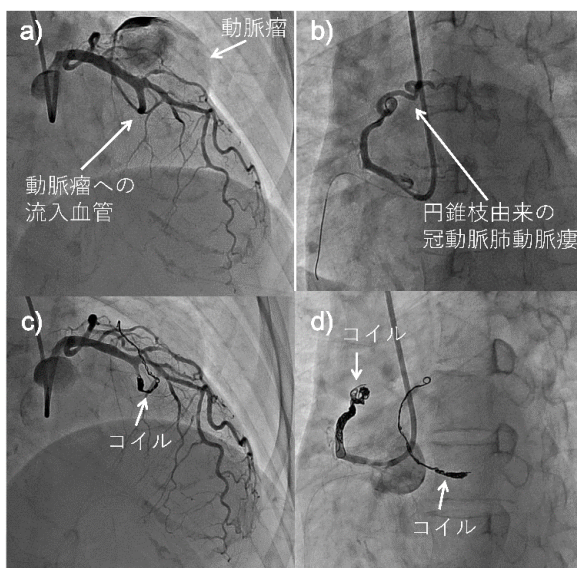 a)
動脈瘤
動脈瘤への
流入血管
b)
円錐枝由来の
冠動脈肺動脈瘻
c)
コイル
d)
コイル
コイル